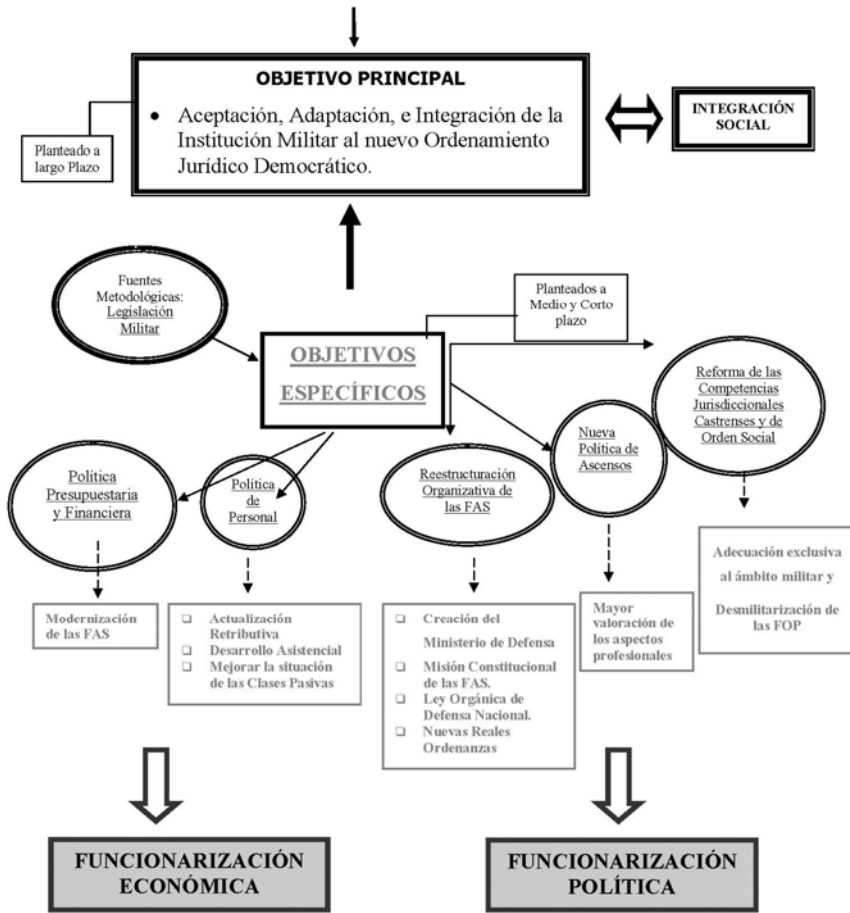 OBJETIVO PRINCIPAL
• Aceptación, Adaptación, e Integración de la
Institución Militar al nuevo Ordenamiento
Jurídico Democrático.
INTEGRACIÓN
SOCIAL
Planteado a
largo Plazo
Fuentes
Metodológicas:
Legislación
Militar
Planteados a
Medio y Corto
plazo
OBJETIVOS
ESPECÍFICOS
Reforma de las
Competencias
Jurisdiccionales
Castrenses y de
Orden Social
Nueva
Política de
Ascensos
Política
Presupuestaria
y Financiera
Política
de
Personal
Reestructuración
Organizativa de
las FAS
Modernización
de las FAS
❏ Actualización
Retributiva
❏ Desarrollo Asistencial
❏ Mejorar la situación
de las Clases Pasivas
❏ Creación del
Ministerio de Defensa
❏ Misión Constitucional
de las FAS.
❏ Ley Orgánica de
Defensa Nacional.
❏ Nuevas Reales
Ordenanzas
Mayor
valoración de
los aspectos
profesionales
Adecuación exclusiva
al ámbito militar y
Desmilitarización de
las FOP
FUNCIONARIZACIÓN
ECONÓMICA
FUNCIONARIZACIÓN
POLÍTICA